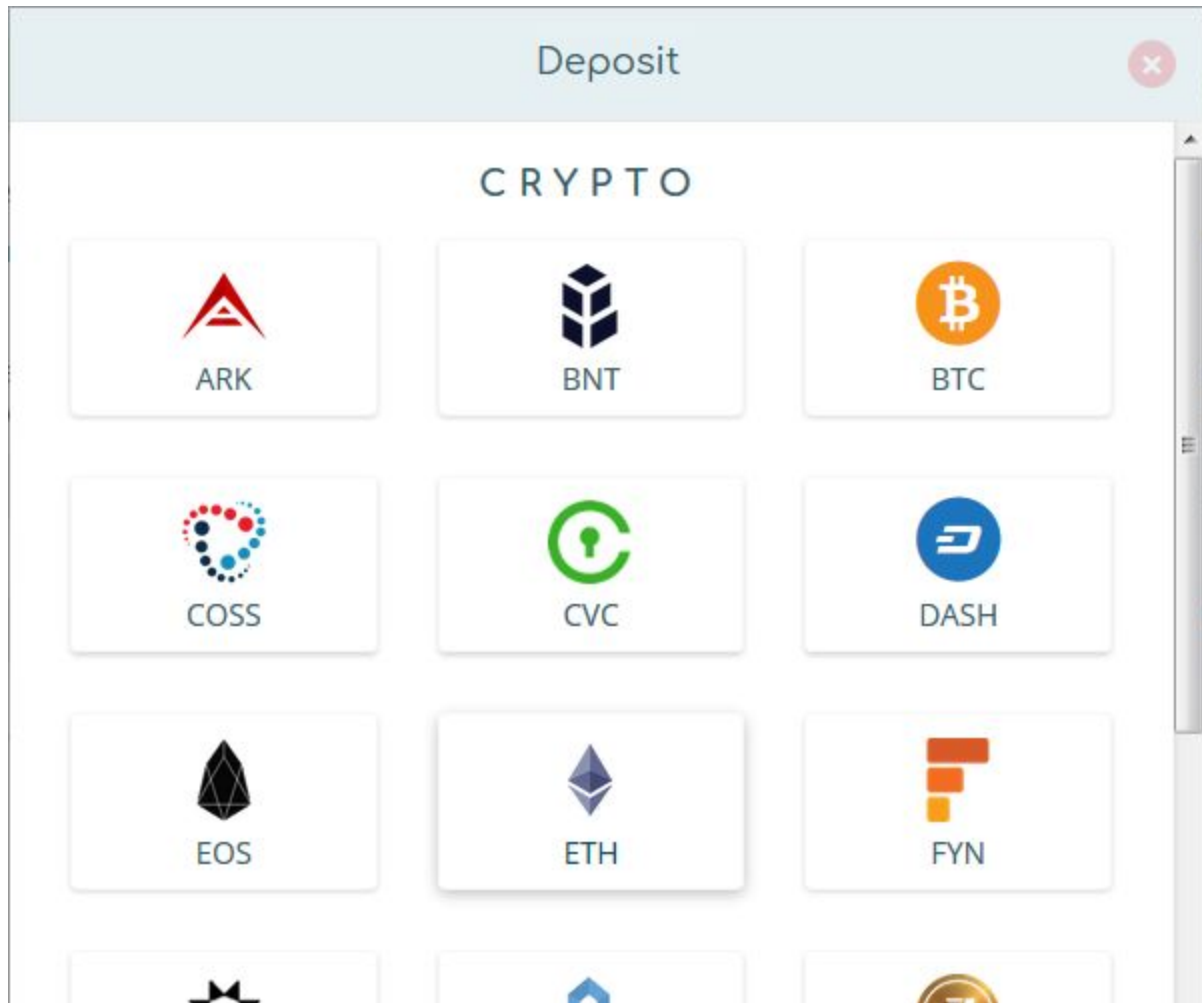 Deposit
CRYPTO
ARK BNT BTC
COSS CVC DASH
EOS ETH FYN